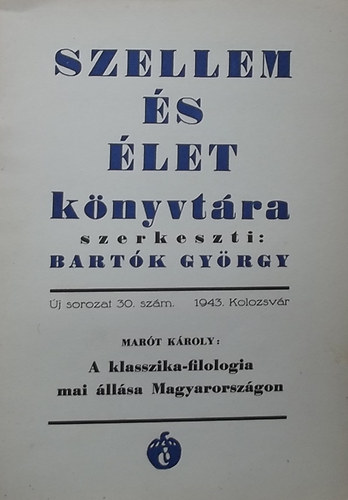 SZELLEM
ÉS
ÉLET
könyvtára
szerkeszti:
BARTÓK GYÖRGY
Új sorozat 30. szám. 1943. Kolozsvár
MARÓT KÁROLY:
A klasszika-filologia
mai állása Magyarországon